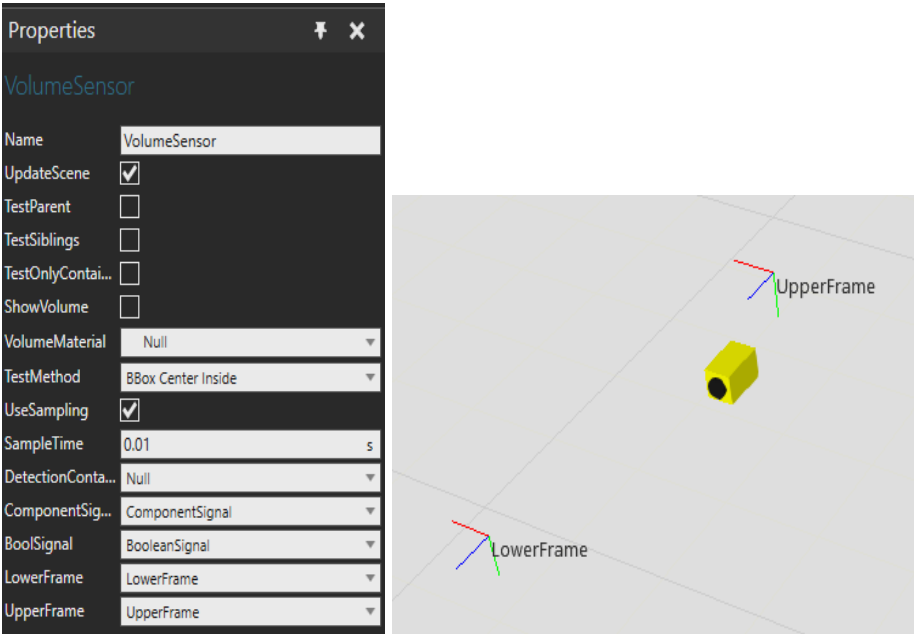 Properties
VolumeSensor
Name VolumeSensor
UpdateScene
TestParent
TestSiblings
TestOnlyContai...
ShowVolume
VolumeMaterial Null
TestMethod BBox Center Inside
UseSampling
SampleTime 0.01 s
DetectionConta... Null
ComponentSig... ComponentSignal
BoolSignal BooleanSignal
LowerFrame LowerFrame
UpperFrame UpperFrame
UpperFrame
LowerFrame